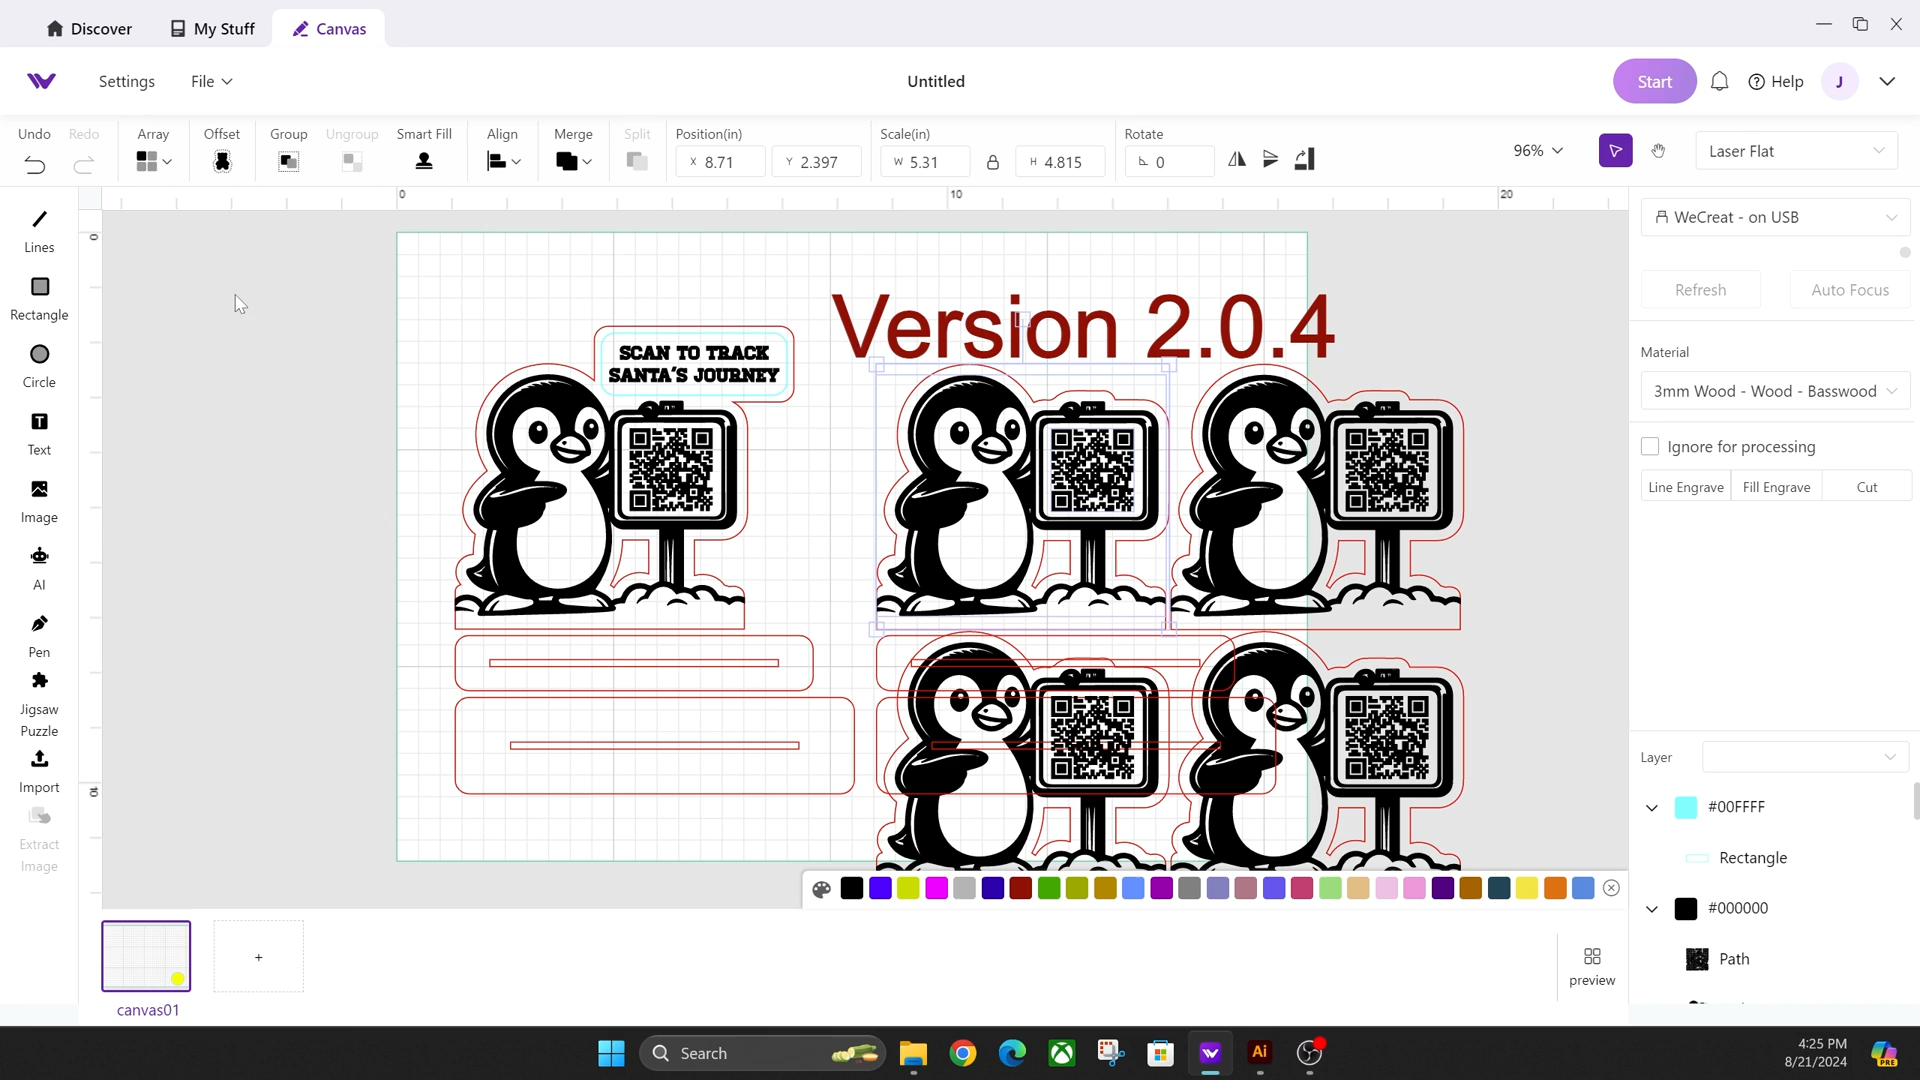 Discover
My Stuff
Canvas
Settings
File
Untitled
Start
Help
J
Undo
Redo
Array
Offset
Group
Ungroup
Smart Fill
Align
Merge
Split
Position(in)
X 8.71
Y 2.397
Scale(in)
W 5.31
H 4.815
Rotate
0
96%
Laser Flat
0
10
20
0
10
Lines
Rectangle
Circle
Text
Image
AI
Pen
Jigsaw
Puzzle
Import
Extract
Image
Version 2.0.4
SCAN TO TRACK
SANTA'S JOURNEY
WeCreat - on USB
Refresh
Auto Focus
Material
3mm Wood - Wood - Basswood
Ignore for processing
Line Engrave
Fill Engrave
Cut
Layer
#00FFFF
Rectangle
#000000
Path
+
canvas01
preview
Search
Ai
PRE
4:25 PM
8/21/2024